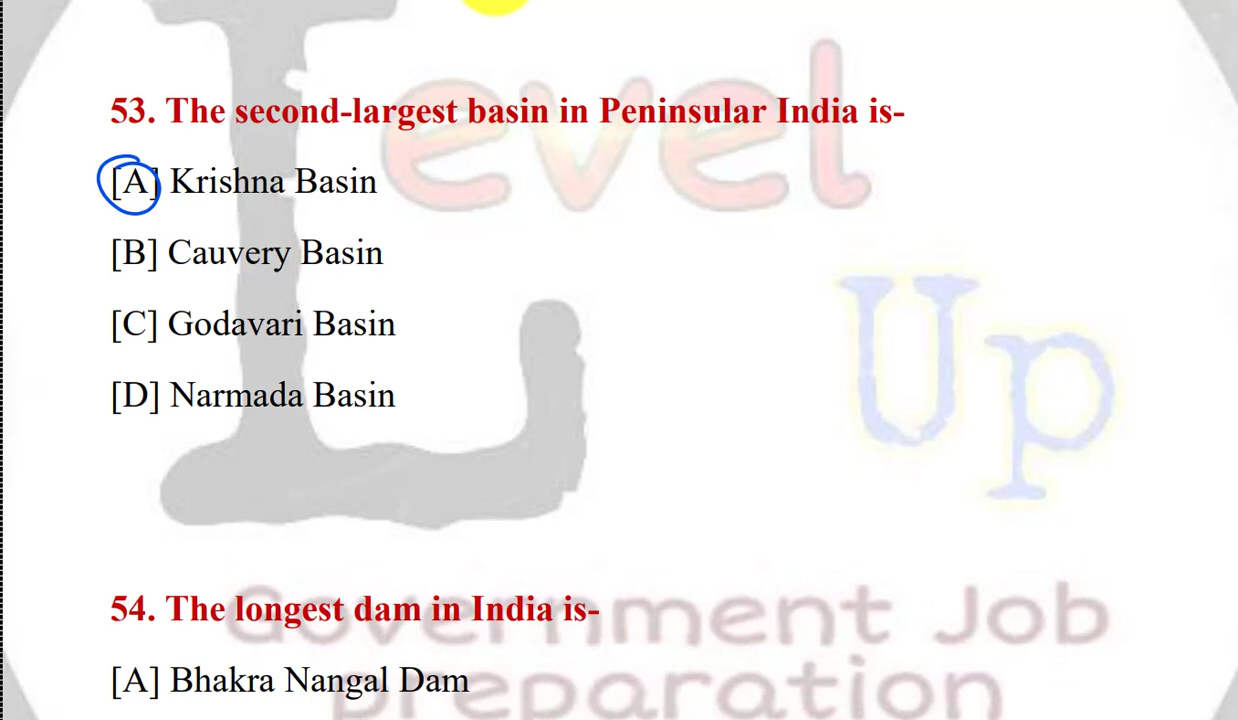 evel
53. The second-largest basin in Peninsular India is-
[A] Krishna Basin
[B] Cauvery Basin
[C] Godavari Basin
Up
[D] Narmada Basin
Government Job
54. The longest dam in India is-
preparation
[A] Bhakra Nangal Dam